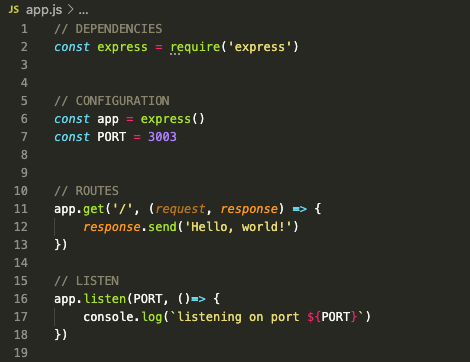 JS app.js > ...
1 // DEPENDENCIES
2 const express = require('express')
3
4
5 // CONFIGURATION
6 const app = express()
7 const PORT = 3003
8
9
10 // ROUTES
11 app.get('/', (request, response) => {
12     response.send('Hello, world!')
13 })
14
15 // LISTEN
16 app.listen(PORT, ()=> {
17     console.log(`listening on port ${PORT}`)
18 })
19